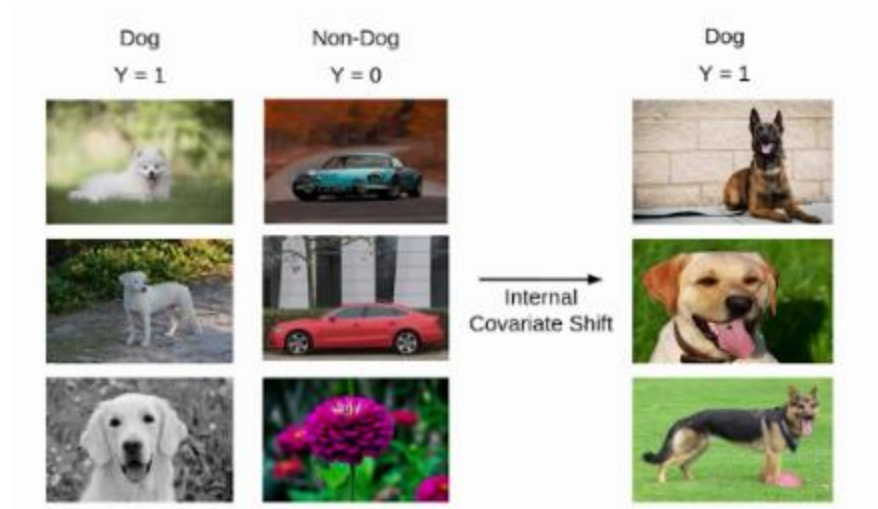 Dog
Y = 1
Non-Dog
Y = 0
Internal
Covariate Shift
Dog
Y = 1